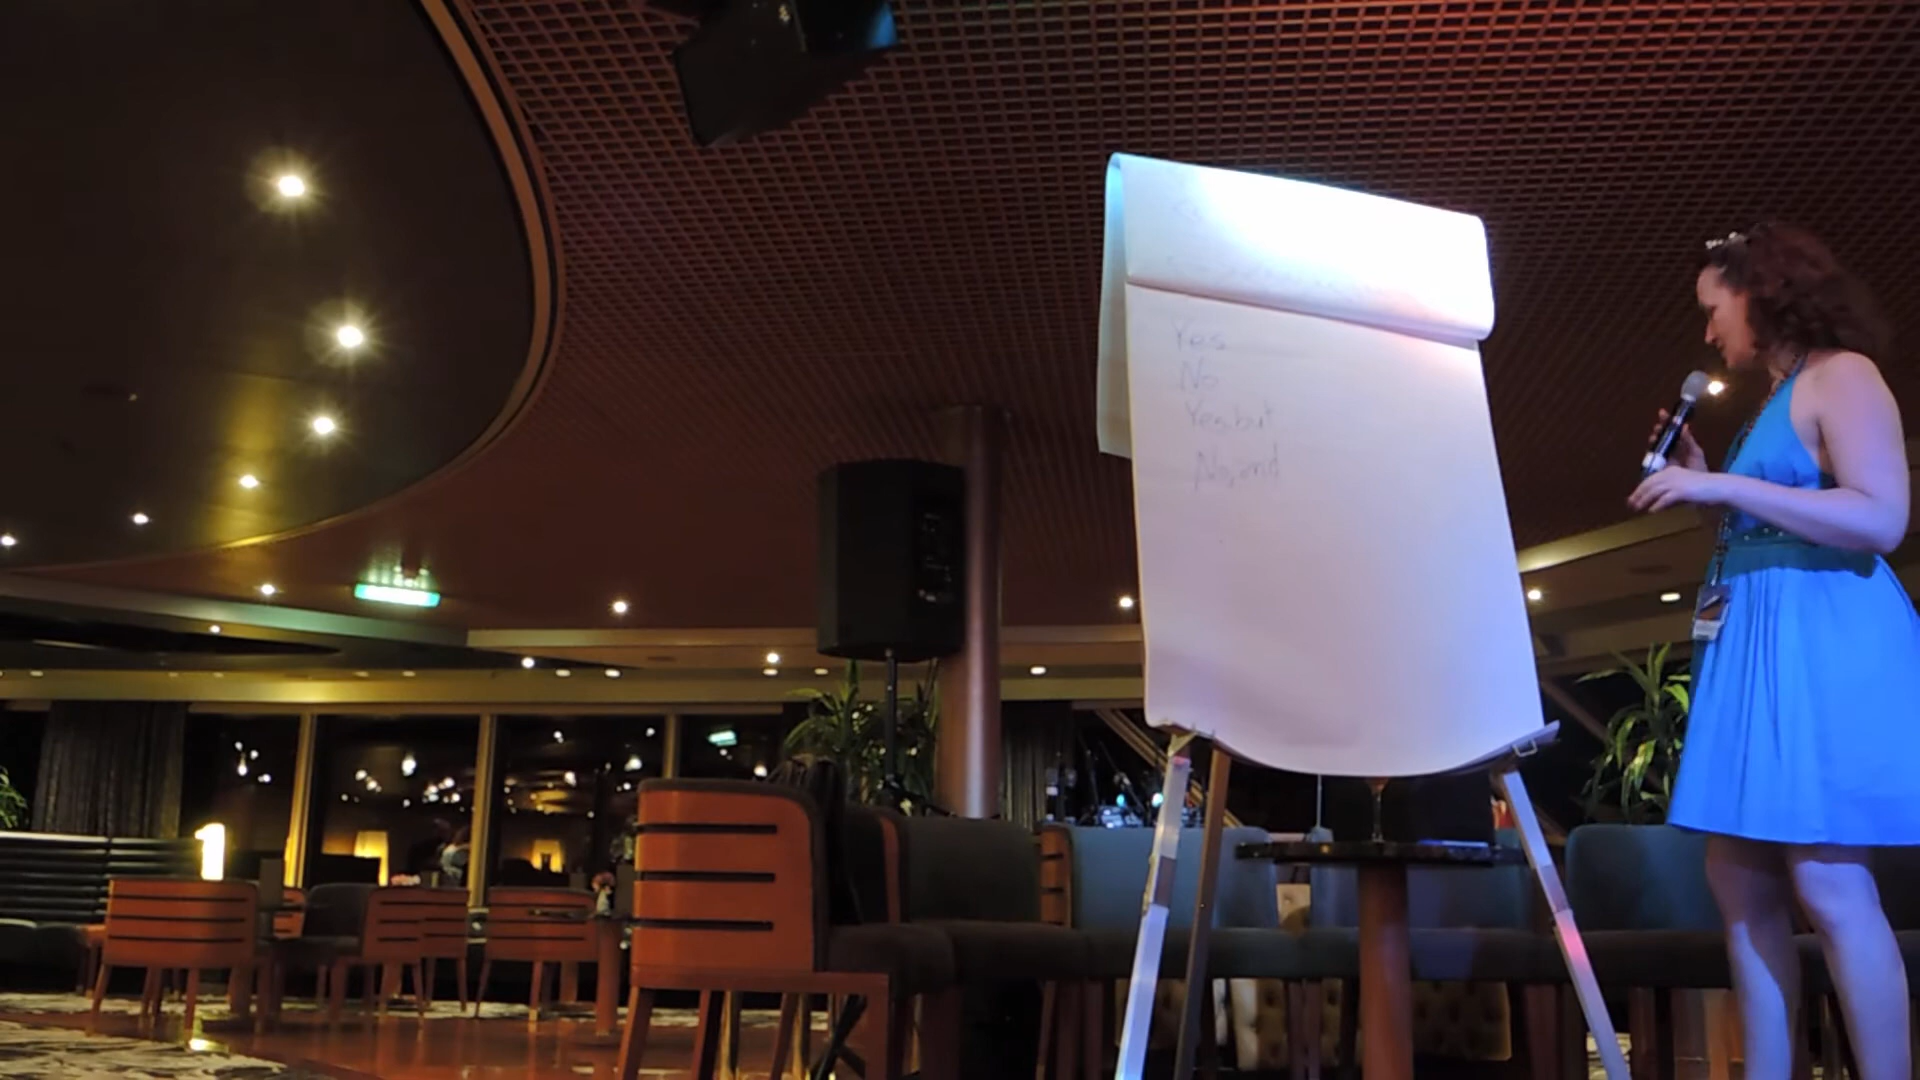 Yes
No
Yes but
No, and